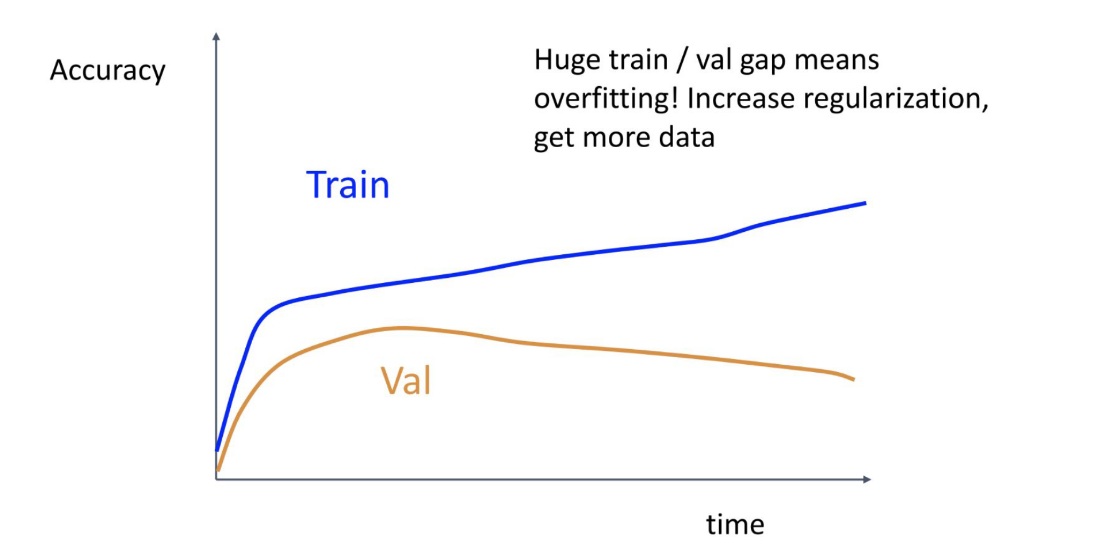 Accuracy
Huge train / val gap means
overfitting! Increase regularization,
get more data
Train
Val
time